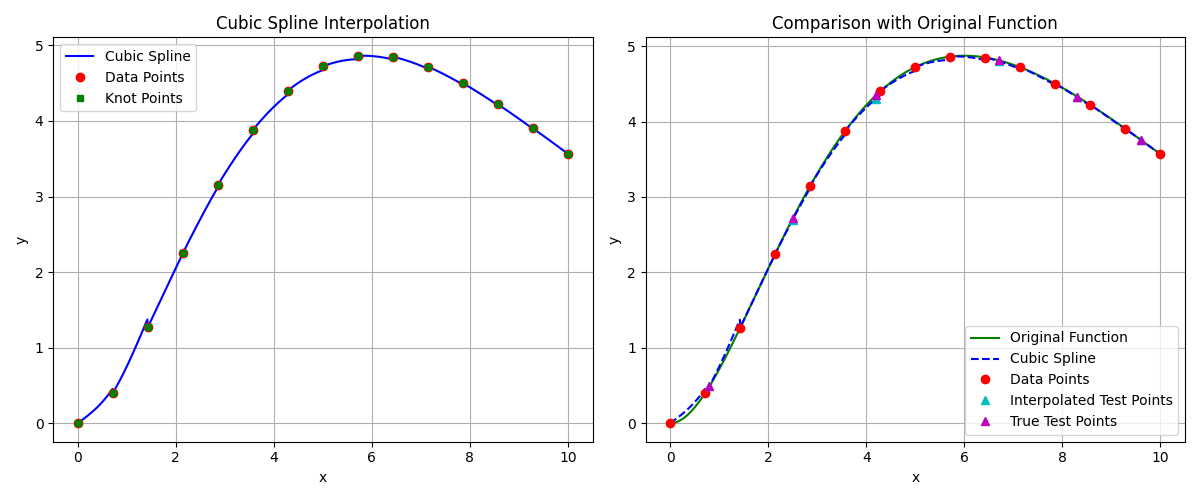 Cubic Spline Interpolation
Cubic Spline
Data Points
Knot Points
y
5
4
3
2
1
0
0 2 4 6 8 10
x
Comparison with Original Function
y
5
4
3
2
1
0
Original Function
Cubic Spline
Data Points
Interpolated Test Points
True Test Points
0 2 4 6 8 10
x